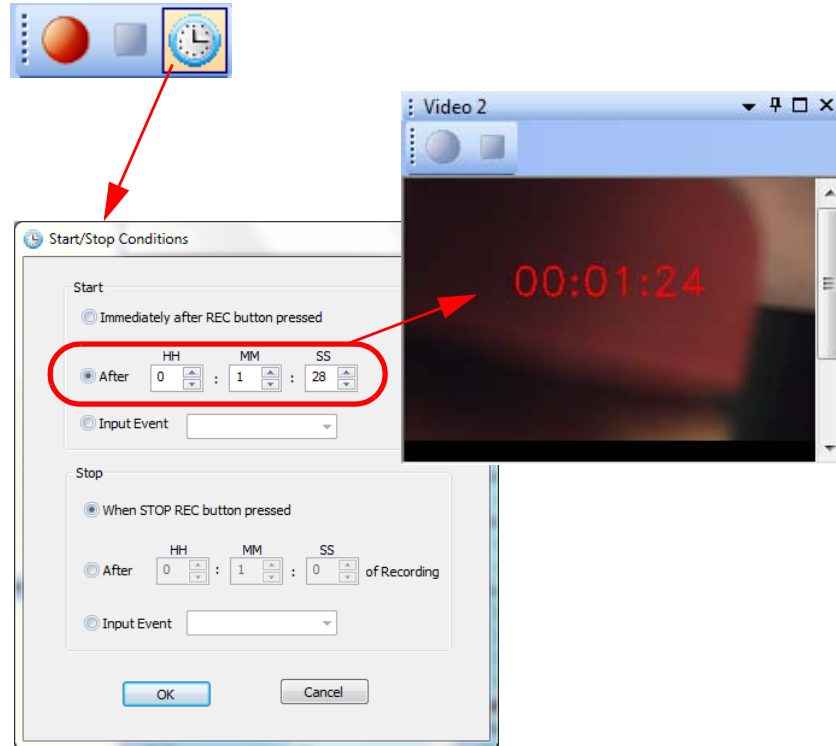 Video 2
00:01:24
Start/Stop Conditions
Start
Immediately after REC button pressed
HH MM SS
After 0 : 1 : 28
Input Event
Stop
When STOP REC button pressed
HH MM SS
After 0 : 1 : 0 of Recording
Input Event
OK Cancel